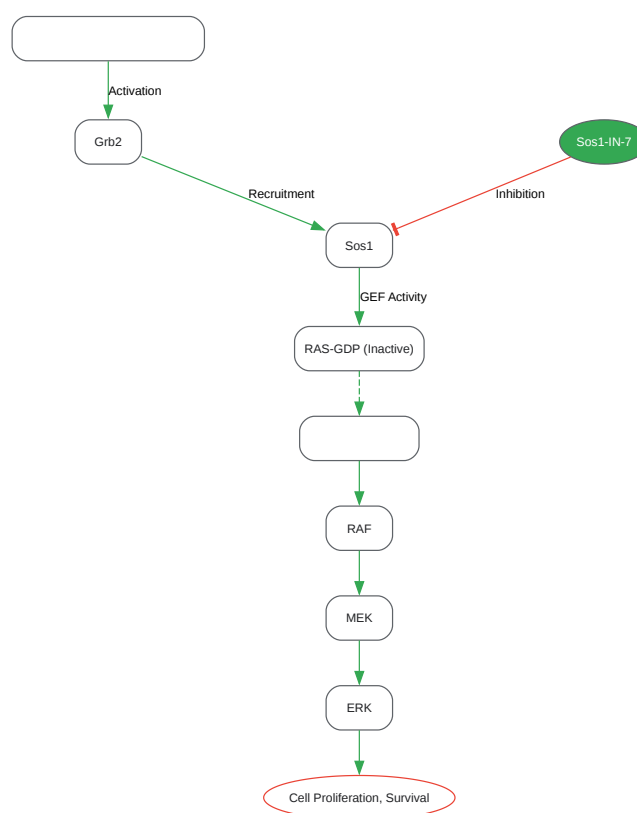 Activation
Grb2
Sos1-IN-7
Recruitment
Inhibition
Sos1
GEF Activity
RAS-GDP (Inactive)
RAF
MEK
ERK
Cell Proliferation, Survival